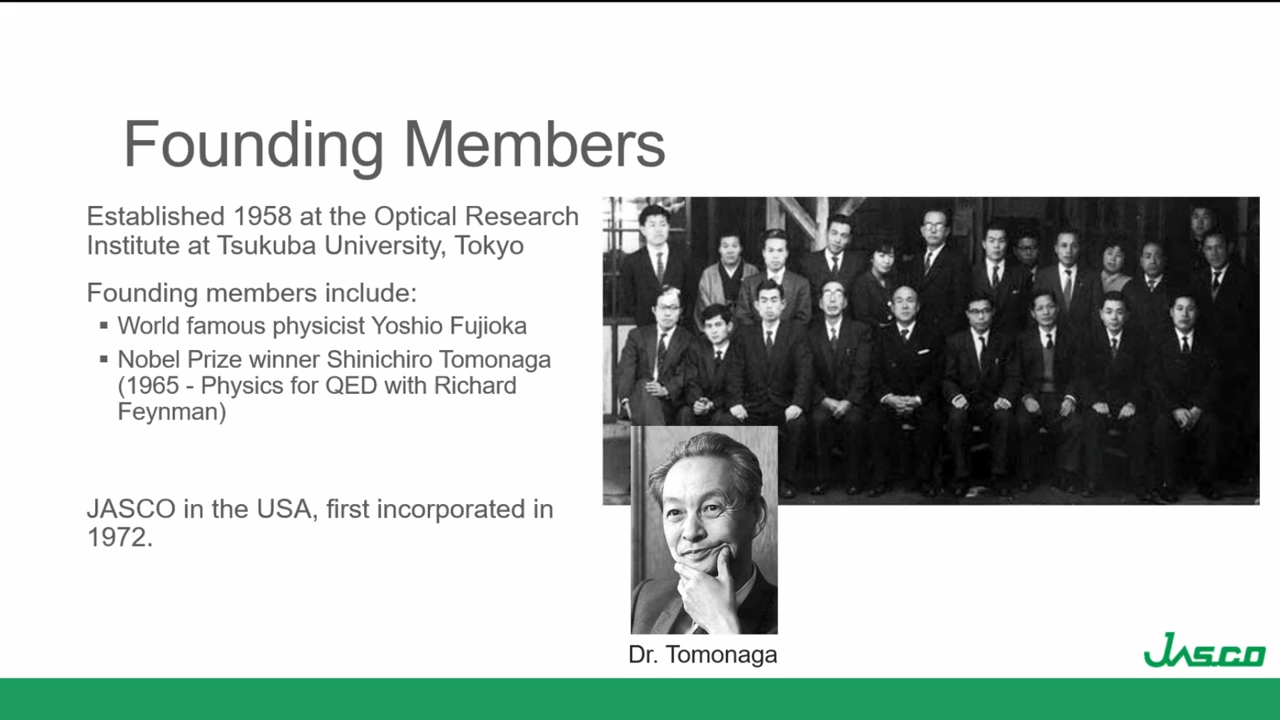 Founding Members
Established 1958 at the Optical Research
Institute at Tsukuba University, Tokyo
Founding members include:
▪ World famous physicist Yoshio Fujioka
▪ Nobel Prize winner Shinichiro Tomonaga
(1965 - Physics for QED with Richard
Feynman)
JASCO in the USA, first incorporated in
1972.
Dr. Tomonaga
JASCO